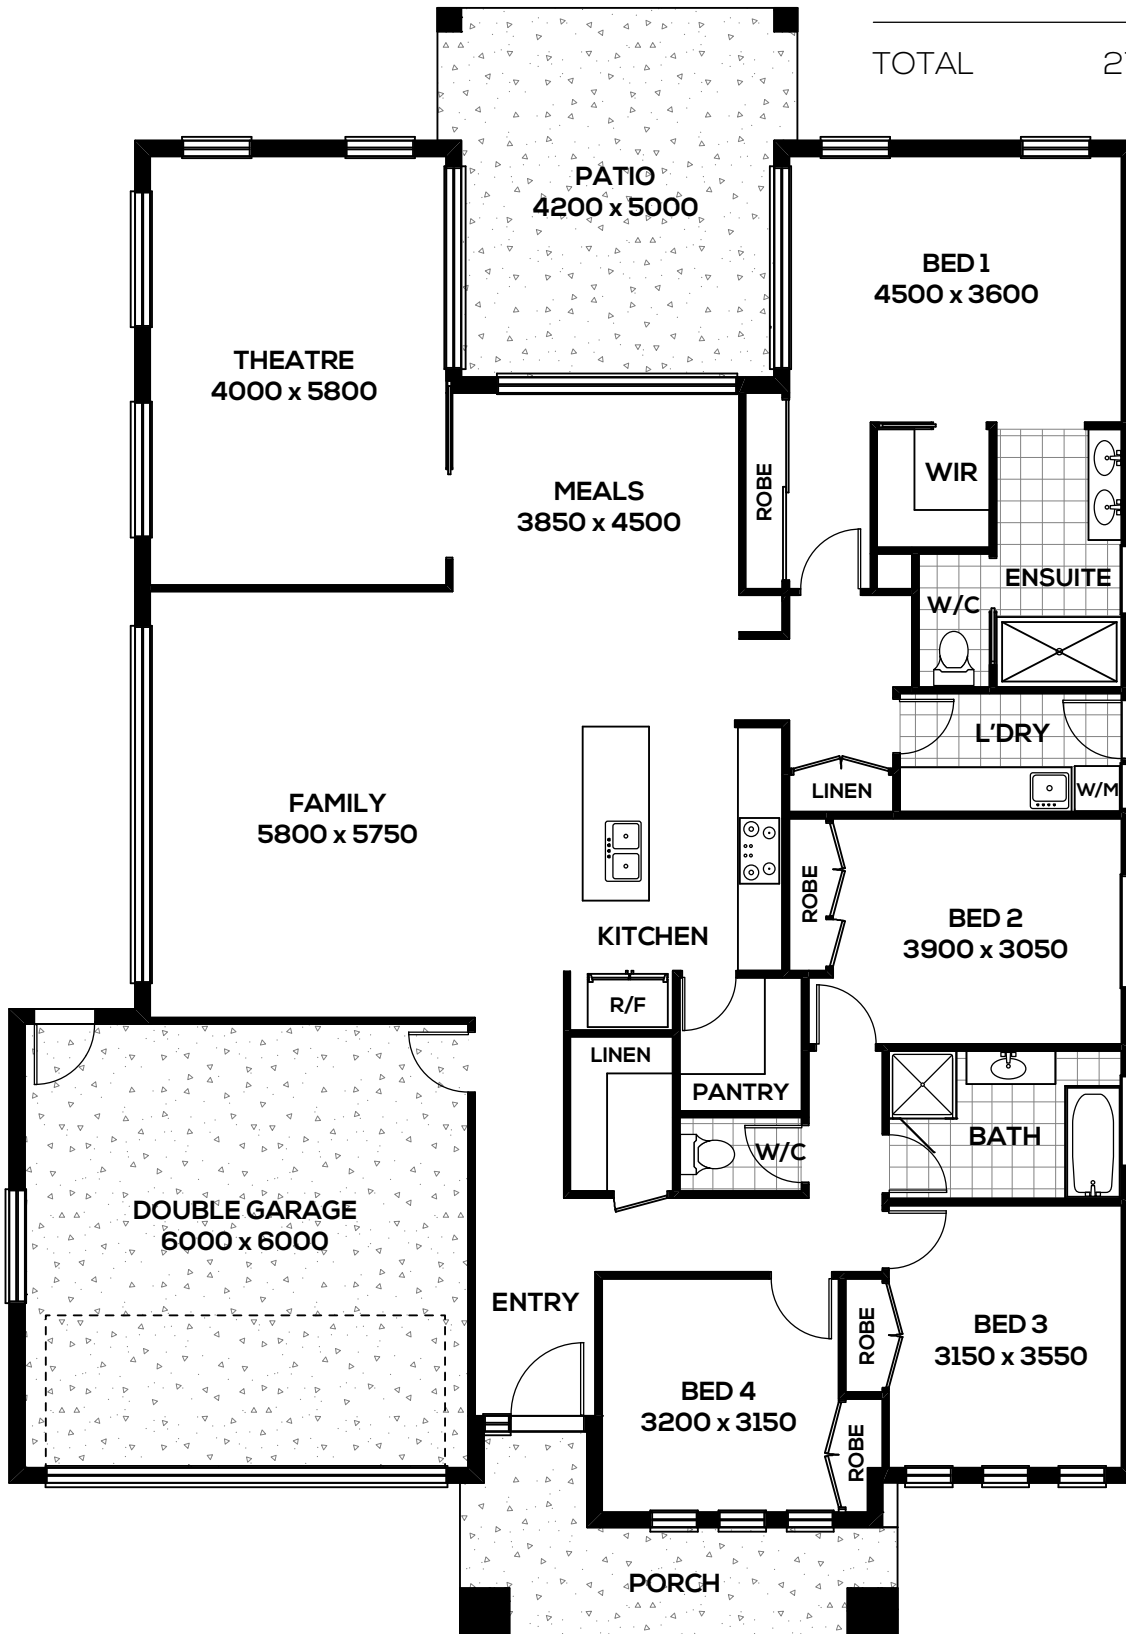 TOTAL
PATIO
4200 x 5000
BED 1
4500 x 3600
THEATRE
4000 x 5800
MEALS
3850 x 4500
ROBE
WIR
ENSUITE
W/C
L'DRY
LINEN
W/M
FAMILY
5800 x 5750
ROBE
BED 2
3900 x 3050
KITCHEN
R/F
LINEN
PANTRY
W/C
BATH
DOUBLE GARAGE
6000 x 6000
ENTRY
ROBE
BED 3
3150 x 3550
BED 4
3200 x 3150
ROBE
PORCH